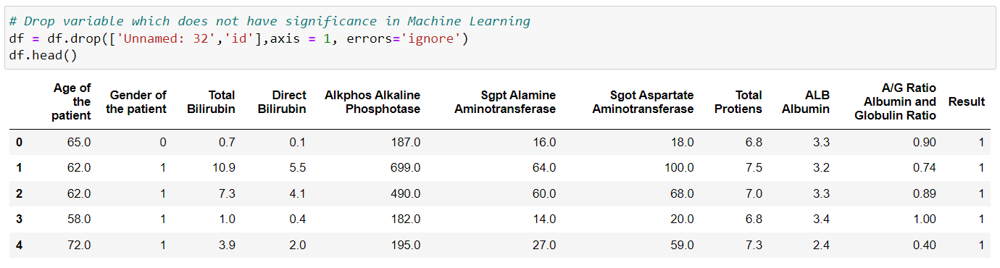 # Drop variable which does not have significance in Machine Learning
df = df.drop(['Unnamed: 32','id'],axis = 1, errors='ignore')
df.head()
Age of the patient Gender of the patient Total Bilirubin Direct Bilirubin Alkphos Alkaline Phosphotase Sgpt Alamine Aminotransferase Sgot Aspartate Aminotransferase Total Protiens ALB Albumin A/G Ratio Albumin and Globulin Ratio Result
0 65.0 0 0.7 0.1 187.0 16.0 18.0 6.8 3.3 0.90 1
1 62.0 1 10.9 5.5 699.0 64.0 100.0 7.5 3.2 0.74 1
2 62.0 1 7.3 4.1 490.0 60.0 68.0 7.0 3.3 0.89 1
3 58.0 1 1.0 0.4 182.0 14.0 20.0 6.8 3.4 1.00 1
4 72.0 1 3.9 2.0 195.0 27.0 59.0 7.3 2.4 0.40 1